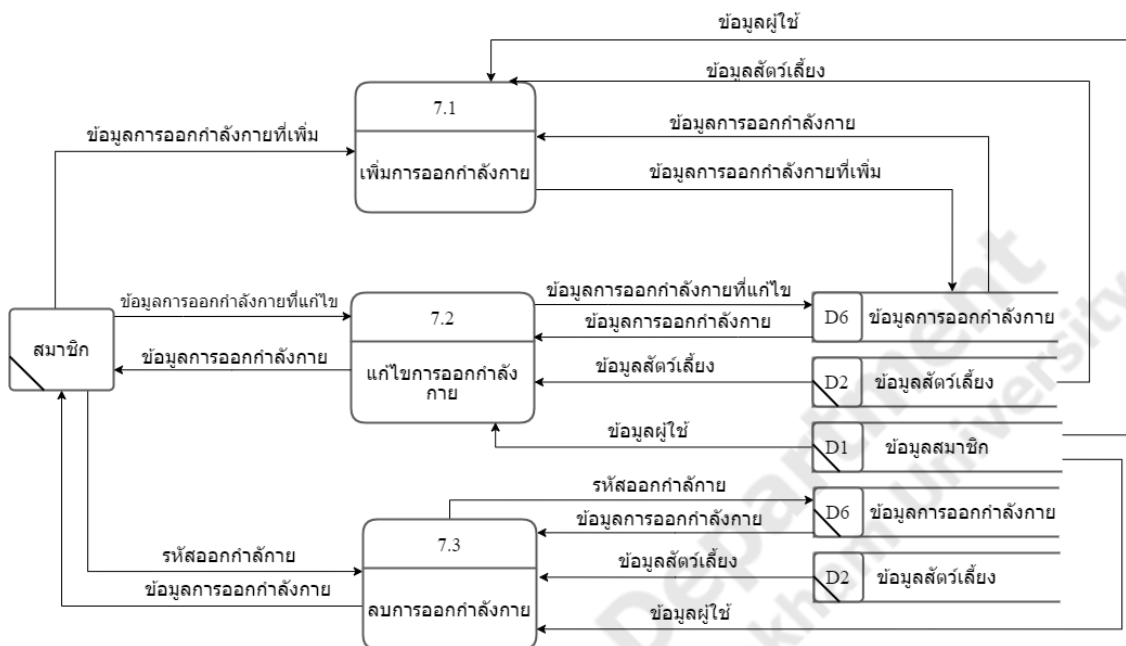 ข้อมูลผู้ใช้
ข้อมูลสัตว์เลี้ยง
7.1
ข้อมูลการออกกำลังกายที่เพิ่ม
ข้อมูลการออกกำลังกาย
เพิ่มการออกกำลังกาย
ข้อมูลการออกกำลังกายที่เพิ่ม
ข้อมูลการออกกำลังกายที่แก้ไข
ข้อมูลการออกกำลังกายที่แก้ไข
7.2
D6 ข้อมูลการออกกำลังกาย
ข้อมูลการออกกำลังกาย
สมาชิก
ข้อมูลการออกกำลังกาย
ข้อมูลสัตว์เลี้ยง
แก้ไขการออกกำลั
งกาย
D2 ข้อมูลสัตว์เลี้ยง
ข้อมูลผู้ใช้
D1 ข้อมูลสมาชิก
รหัสออกกำลักาย
D6 ข้อมูลการออกกำลังกาย
ข้อมูลการออกกำลังกาย
7.3
รหัสออกกำลักาย
ข้อมูลสัตว์เลี้ยง
D2 ข้อมูลสัตว์เลี้ยง
ข้อมูลการออกกำลังกาย
ลบการออกกำลังกาย
ข้อมูลผู้ใช้
Department
University